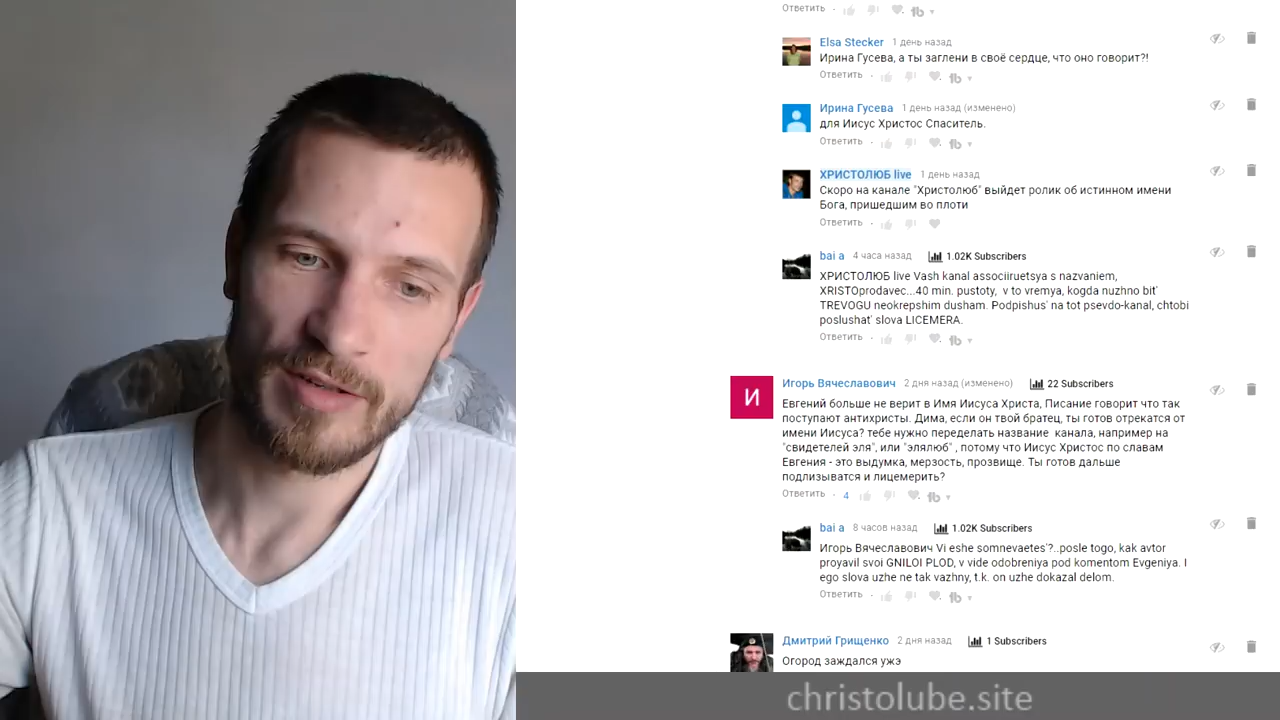 Ответить
Elsa Stecker 1 день назад
Ирина Гусева, а ты заглени в своё сердце, что оно говорит?!
Ответить
Ирина Гусева 1 день назад (изменено)
для Иисус Христос Спаситель.
Ответить
ХРИСТОЛЮБ live 1 день назад
Скоро на канале "Христолюб" выйдет ролик об истинном имени
Бога, пришедшим во плоти
Ответить
bai a 4 часа назад 1.02K Subscribers
ХРИСТОЛЮБ live Vash kanal associiruetsya s nazvaniem,
XRISTOprodavec...40 min. pustoty, v to vremya, kogda nuzhno bit'
TREVOGU neokrepshim dusham. Podpishus' na tot psevdo-kanal, chtobi
poslushat' slova LICEMERA.
Ответить
И
Игорь Вячеславович 2 дня назад (изменено) 22 Subscribers
Евгений больше не верит в Имя Иисуса Христа, Писание говорит что так
поступают антихристы. Дима, если он твой братец, ты готов отрекатся от
имени Иисуса? тебе нужно переделать название канала, например на
"свидетелей эля", или "элялюб" , потому что Иисус Христос по славам
Евгения - это выдумка, мерзость, прозвище. Ты готов дальше
подлизыватся и лицемерить?
Ответить 4
bai a 8 часов назад 1.02K Subscribers
Игорь Вячеславович Vi eshe somnevaetes'?..posle togo, kak avtor
proyavil svoi GNILOI PLOD, v vide odobreniya pod komentom Evgeniya. I
ego slova uzhe ne tak vazhny, t.k. on uzhe dokazal delom.
Ответить
Дмитрий Грищенко 2 дня назад 1 Subscribers
Огород заждался ужэ
christolube.site